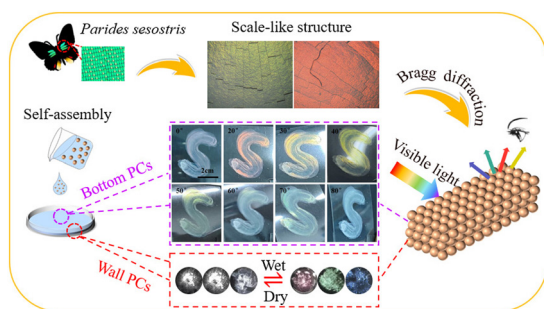 Parides sesostris
Scale-like structure
Bragg diffraction
Self-assembly
Bottom PCs
Wall PCs
0°
20°
30°
40°
2cm
50°
60°
70°
80°
Visible light
Wet
Dry